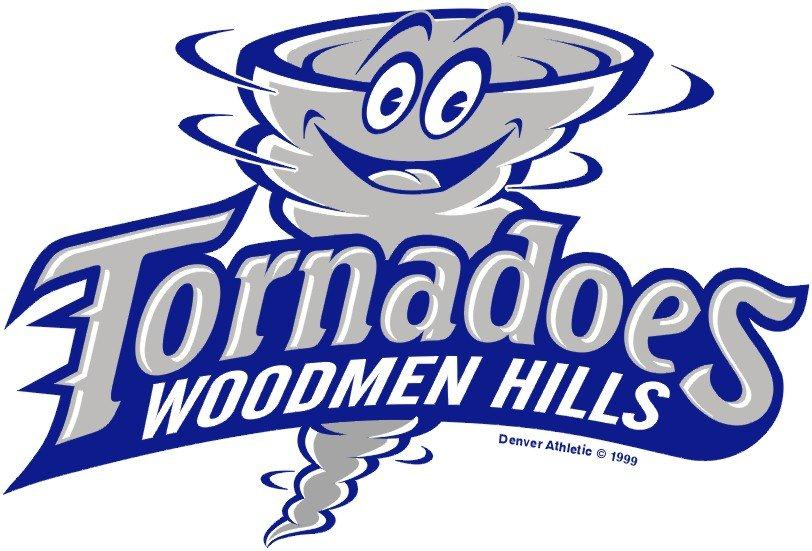 Tornadoes
WOODMEN HILLS
Denver Athletic © 1999